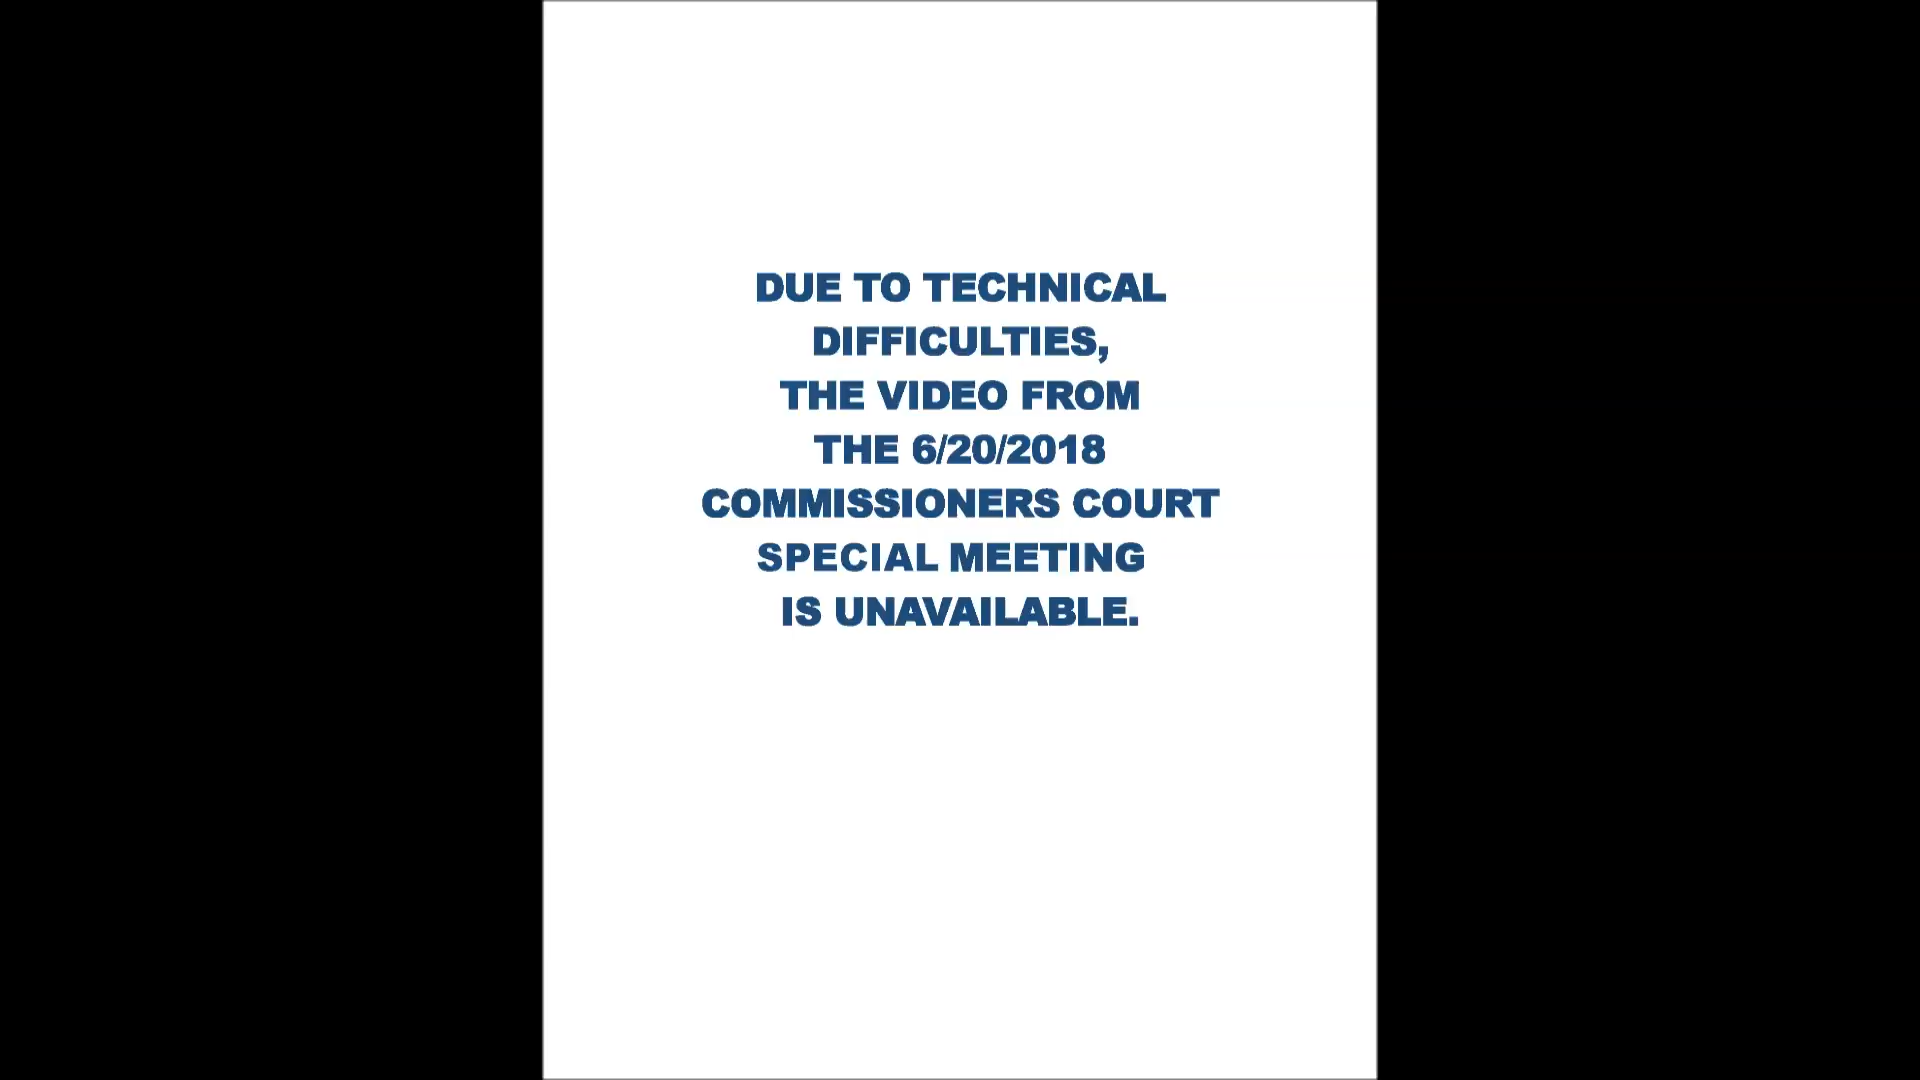 DUE TO TECHNICAL
DIFFICULTIES,
THE VIDEO FROM
THE 6/20/2018
COMMISSIONERS COURT
SPECIAL MEETING
IS UNAVAILABLE.